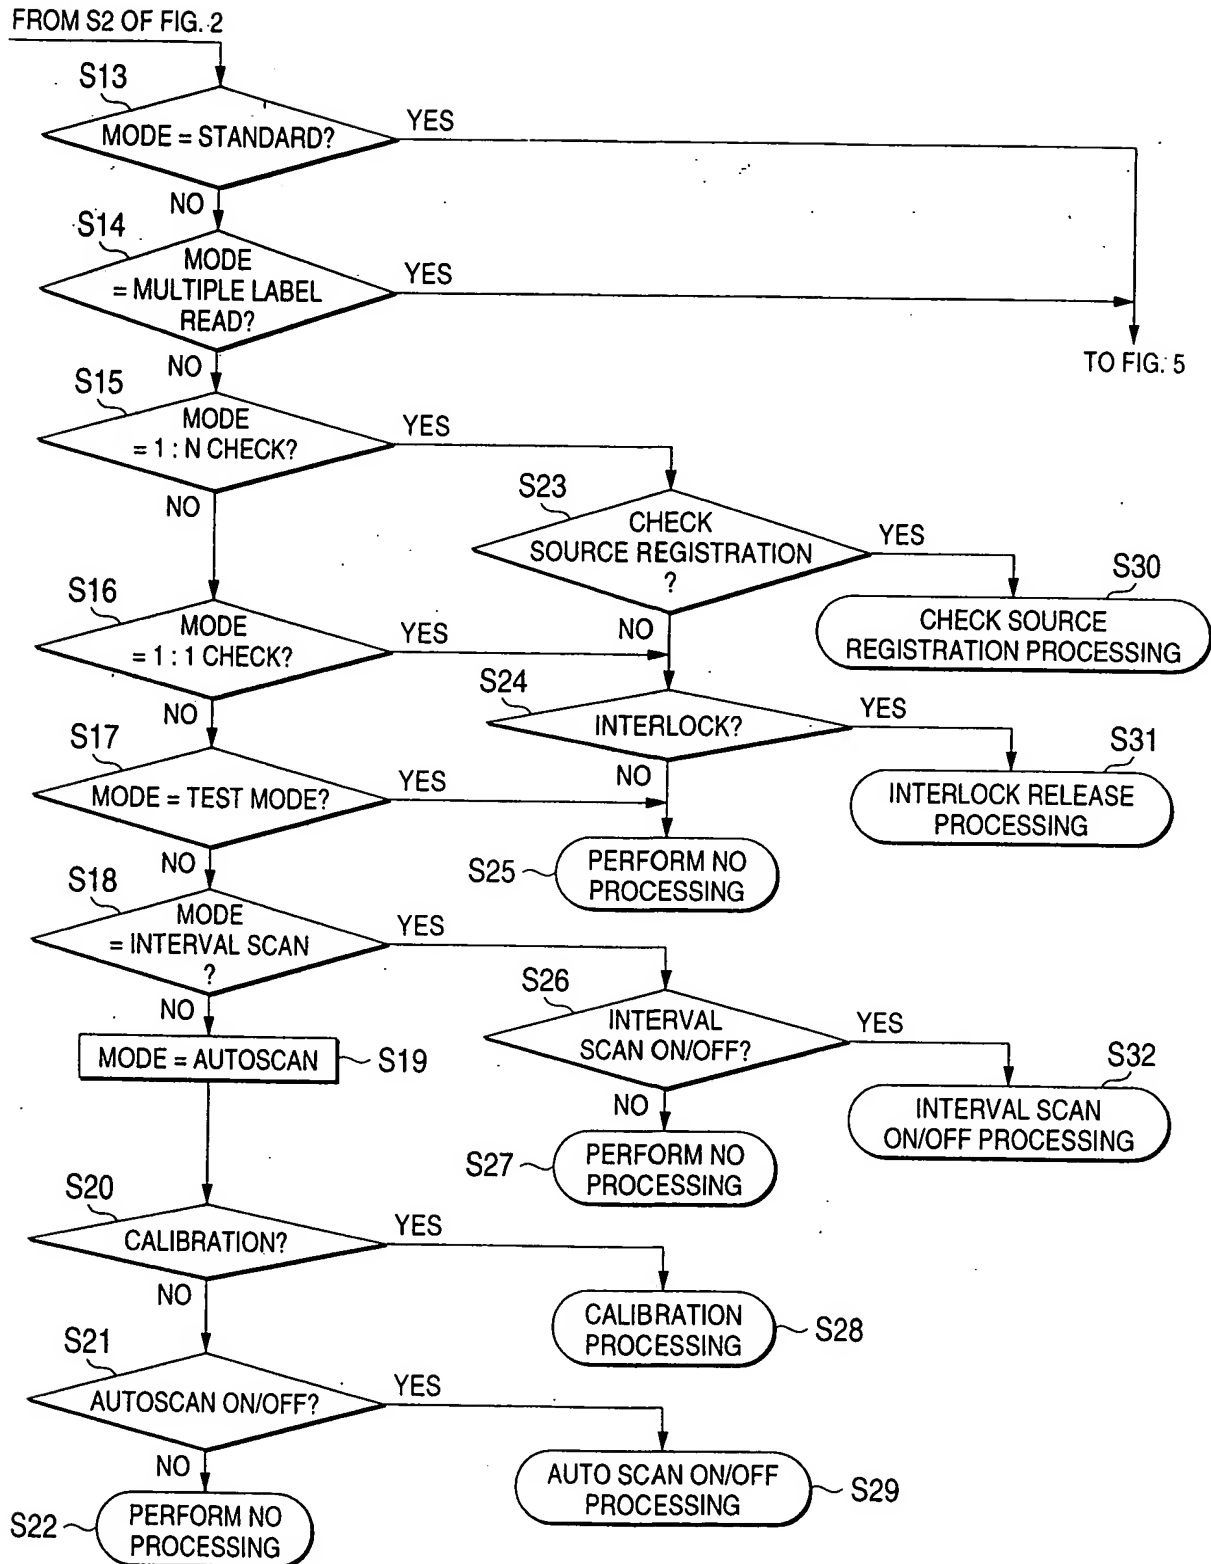 FROM S2 OF FIG. 2
S13
MODE = STANDARD?
YES
NO
S14
MODE
= MULTIPLE LABEL
READ?
YES
NO
TO FIG. 5
S15
MODE
= 1 : N CHECK?
YES
NO
S23
CHECK
SOURCE REGISTRATION
?
YES
NO
S30
CHECK SOURCE
REGISTRATION PROCESSING
S16
MODE
= 1 : 1 CHECK?
YES
NO
S24
INTERLOCK?
YES
NO
S31
INTERLOCK RELEASE
PROCESSING
S17
MODE = TEST MODE?
YES
NO
S25
PERFORM NO
PROCESSING
S18
MODE
= INTERVAL SCAN
?
YES
NO
S26
INTERVAL
SCAN ON/OFF?
YES
NO
S32
INTERVAL SCAN
ON/OFF PROCESSING
MODE = AUTOSCAN
S19
S27
PERFORM NO
PROCESSING
S20
CALIBRATION?
YES
NO
CALIBRATION
PROCESSING
S28
S21
AUTOSCAN ON/OFF?
YES
NO
AUTO SCAN ON/OFF
PROCESSING
S29
S22
PERFORM NO
PROCESSING